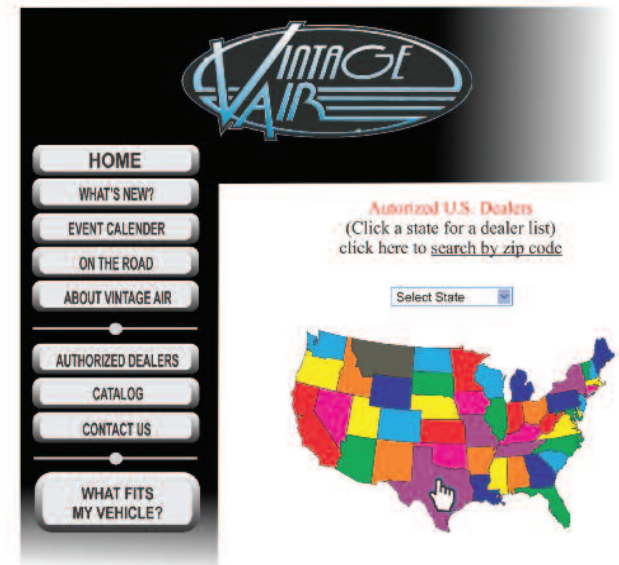 VINTAGE
AIR
HOME
WHAT'S NEW?
EVENT CALENDER
ON THE ROAD
ABOUT VINTAGE AIR
AUTHORIZED DEALERS
CATALOG
CONTACT US
WHAT FITS
MY VEHICLE?
Autorized U.S. Dealers
(Click a state for a dealer list)
click here to search by zip code
Select State